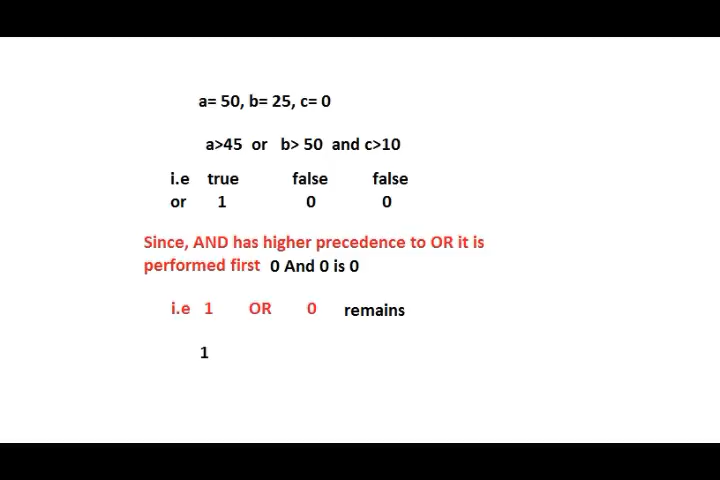 a= 50, b= 25, c= 0
a>45 or b> 50 and c>10
i.e true false false
or 1 0 0
Since, AND has higher precedence to OR it is
performed first 0 And 0 is 0
i.e 1 OR 0 remains
1